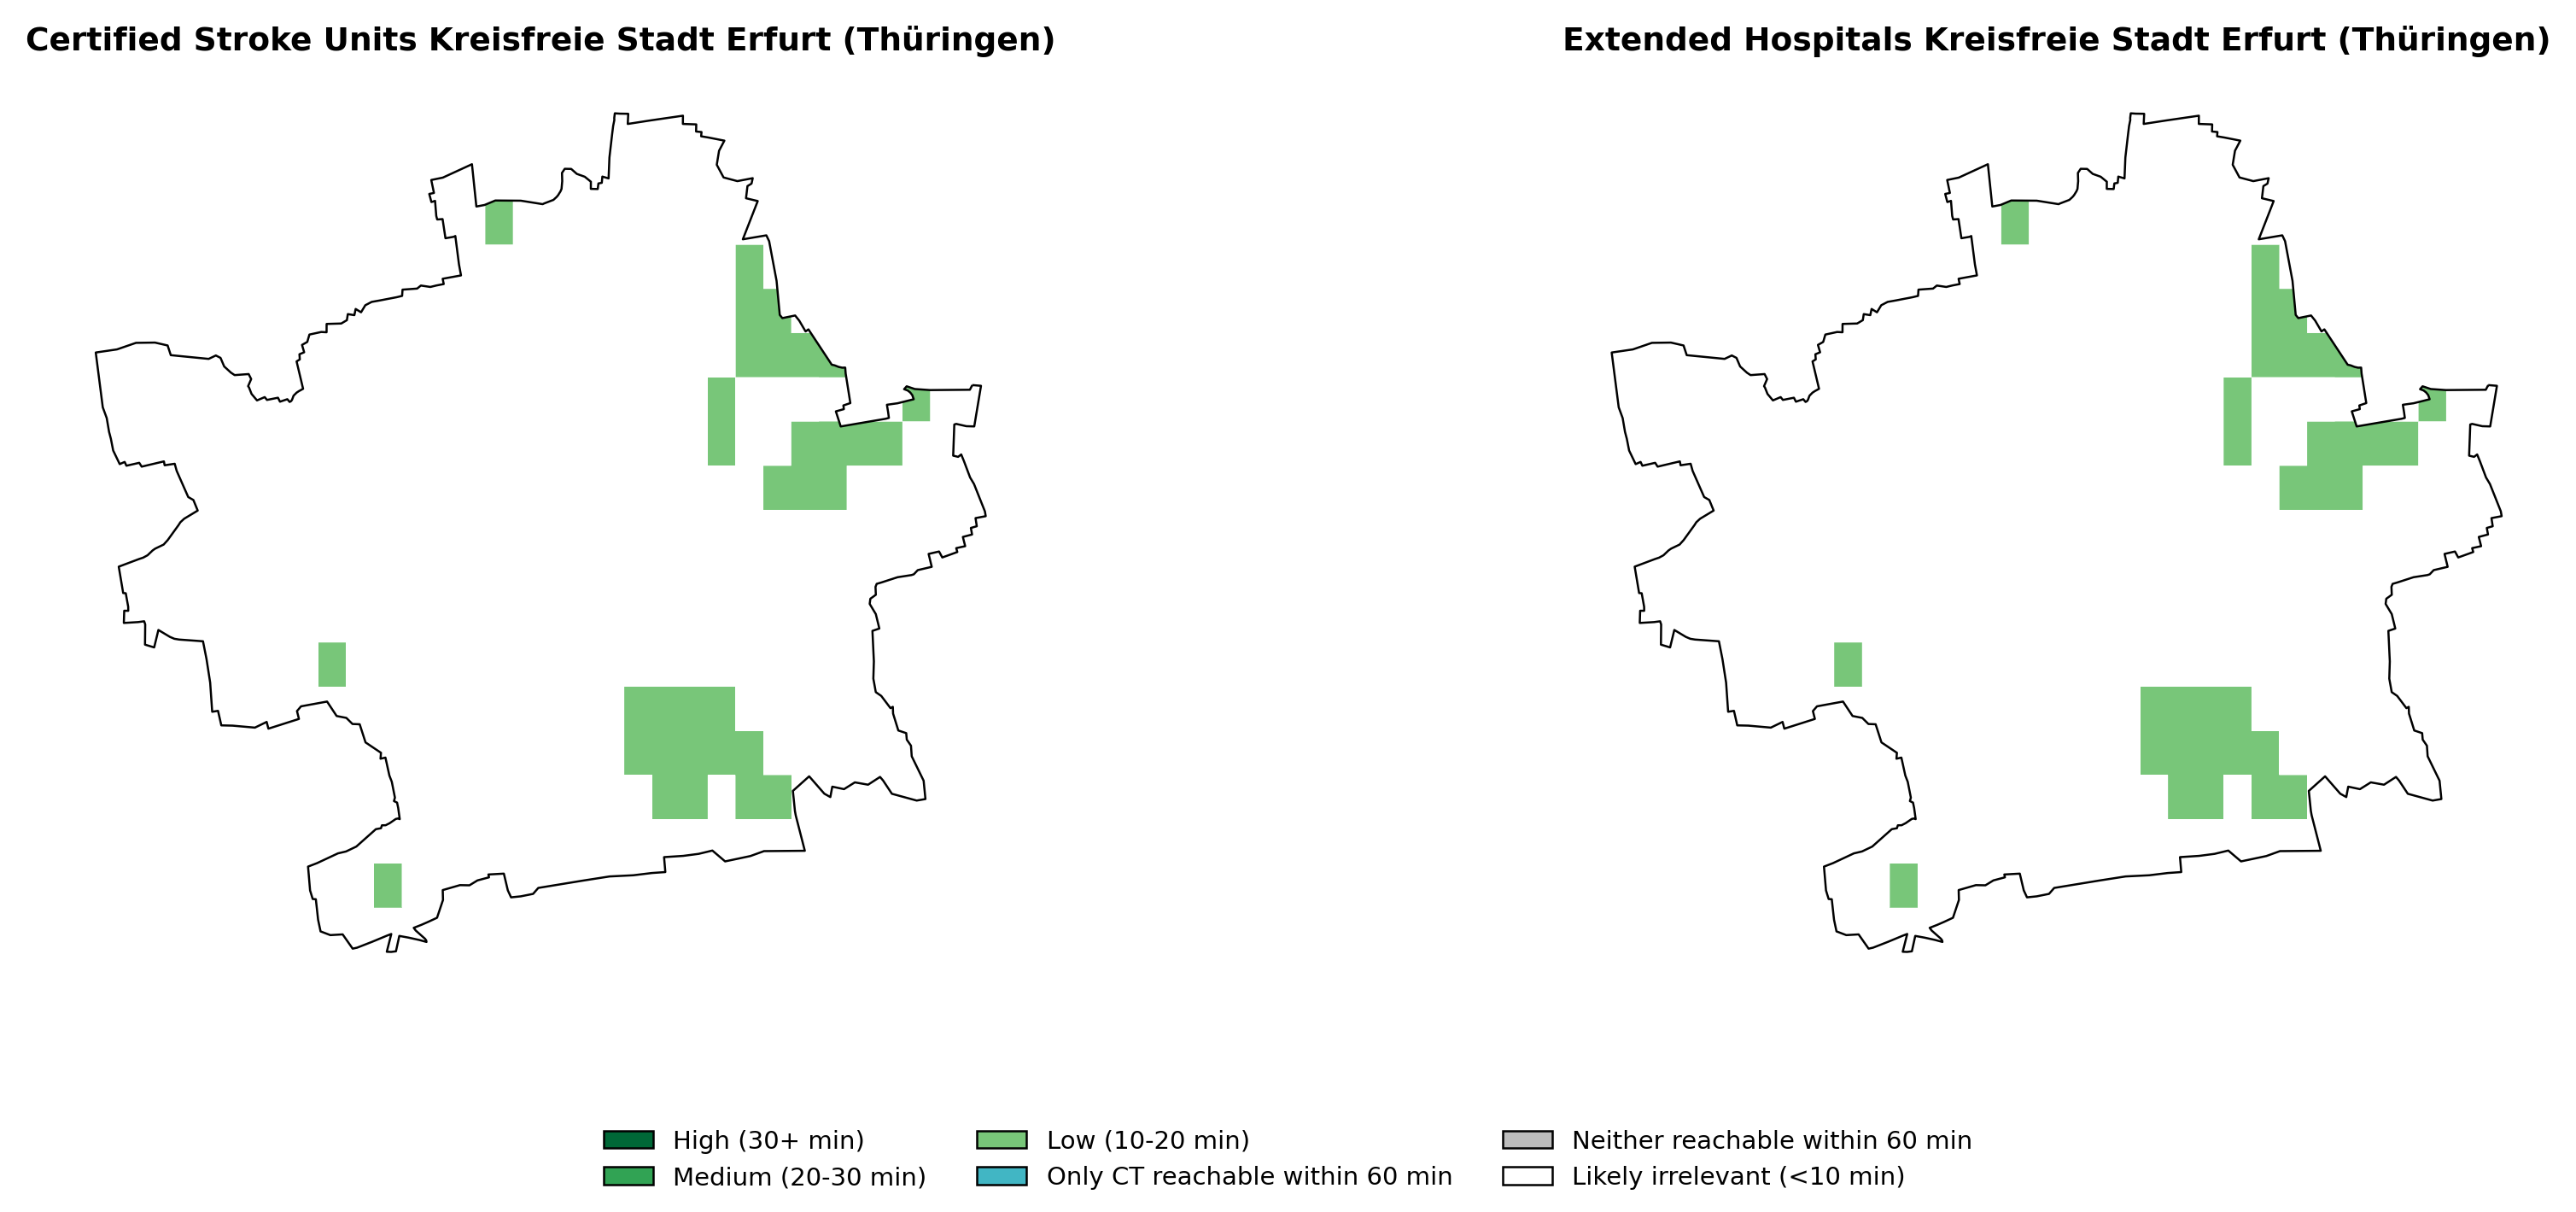 Certified Stroke Units Kreisfreie Stadt Erfurt (Thüringen)
Extended Hospitals Kreisfreie Stadt Erfurt (Thüringen)
High (30+ min)
Medium (20-30 min)
Low (10-20 min)
Only CT reachable within 60 min
Neither reachable within 60 min
Likely irrelevant (<10 min)